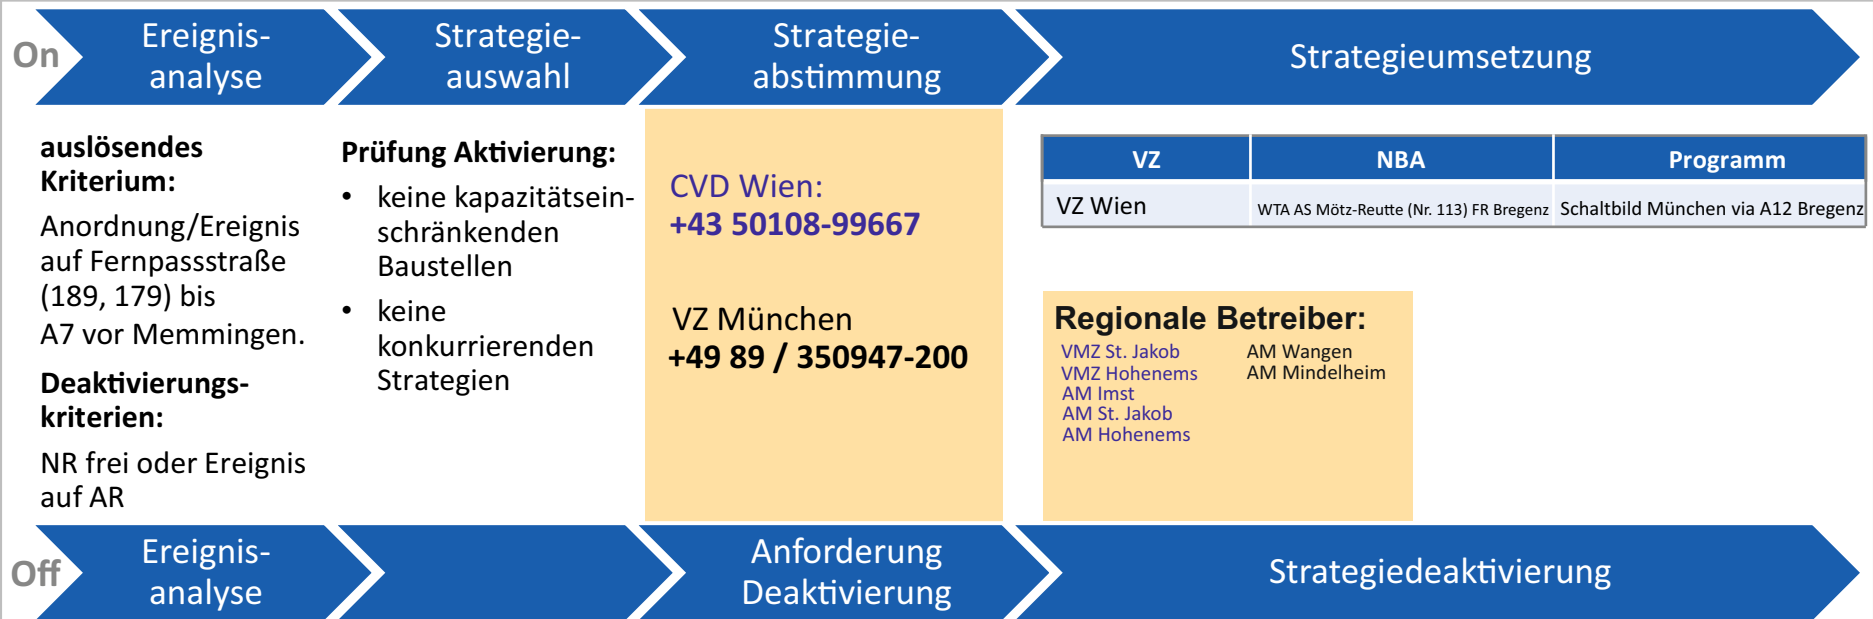 On
Ereignis-
analyse
Strategie-
auswahl
Strategie-
abstimmung
Strategieumsetzung
auslösendes
Kriterium:
Anordnung/Ereignis
auf Fernpassstraße
(189, 179) bis
A7 vor Memmingen.
Deaktivierungs-
kriterien:
NR frei oder Ereignis
auf AR
Prüfung Aktivierung:
• keine kapazitätsein-
schränkenden
Baustellen
• keine
konkurrierenden
Strategien
CVD Wien:
+43 50108-99667
VZ München
+49 89 / 350947-200
VZ NBA Programm
VZ Wien WTA AS Mötz-Reutte (Nr. 113) FR Bregenz Schaltbild München via A12 Bregenz
Regionale Betreiber:
VMZ St. Jakob
VMZ Hohenems
AM Imst
AM St. Jakob
AM Hohenems
AM Wangen
AM Mindelheim
Off
Ereignis-
analyse
Anforderung
Deaktivierung
Strategiedeaktivierung